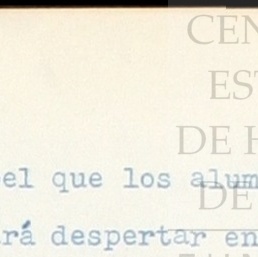 CEN
EST
DE H
el que los alum
DE
rá despertar en